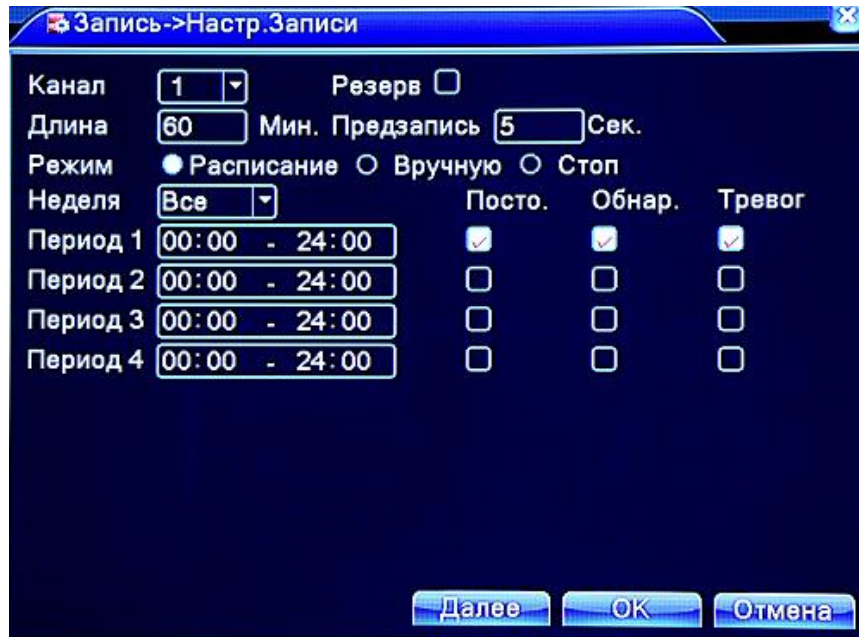 Запись->Настр.Записи
Канал 1 Резерв
Длина 60 Мин. Предзапись 5 Сек.
Режим Расписание Вручную Стоп
Неделя Все Посто. Обнар. Тревог
Период 1 00:00 - 24:00
Период 2 00:00 - 24:00
Период 3 00:00 - 24:00
Период 4 00:00 - 24:00
Далее OK Отмена